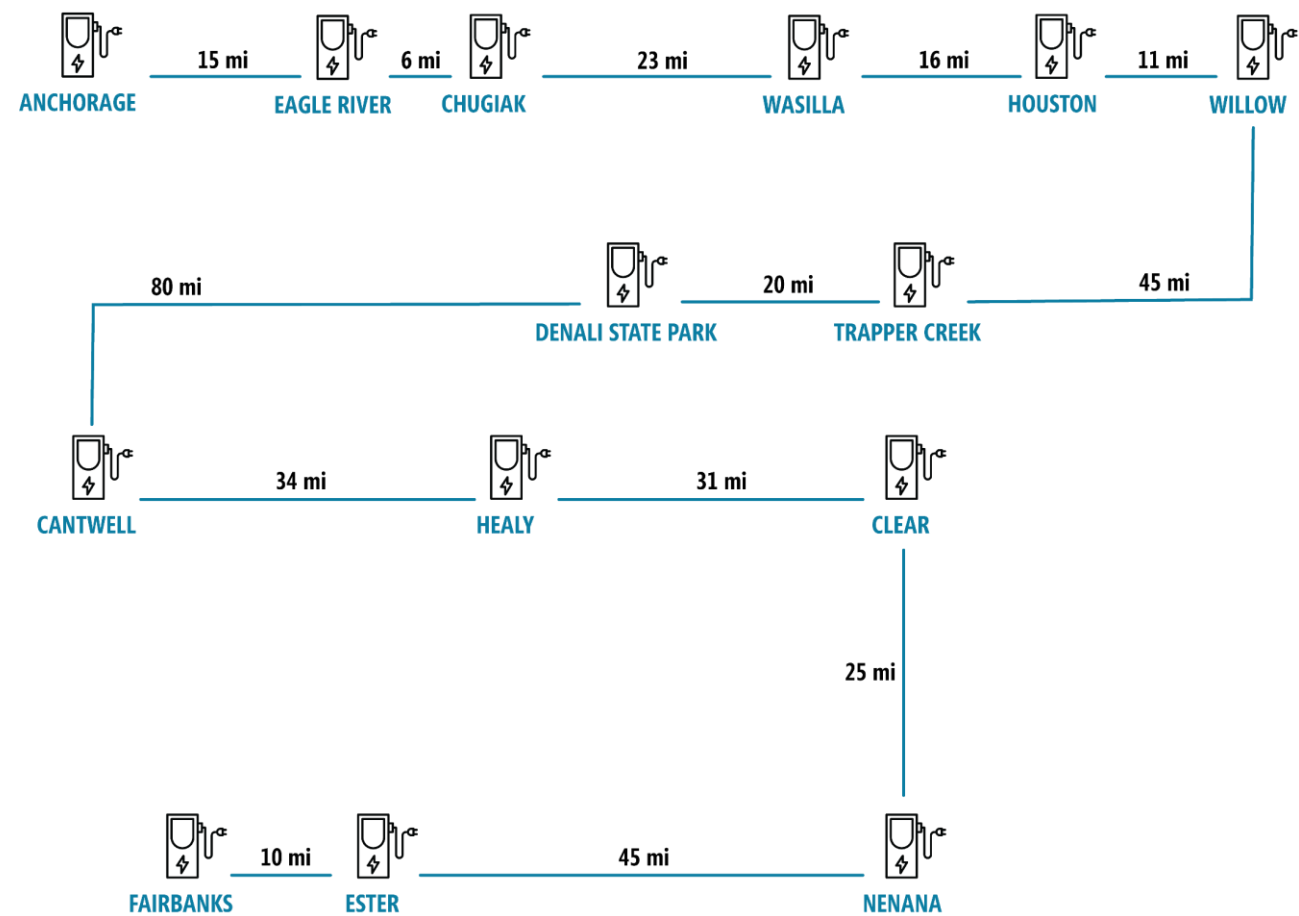 15 mi
6 mi
23 mi
16 mi
11 mi
ANCHORAGE
EAGLE RIVER
CHUGIAK
WASILLA
HOUSTON
WILLOW
80 mi
20 mi
45 mi
DENALI STATE PARK
TRAPPER CREEK
34 mi
31 mi
CANTWELL
HEALY
CLEAR
25 mi
10 mi
45 mi
FAIRBANKS
ESTER
NENANA